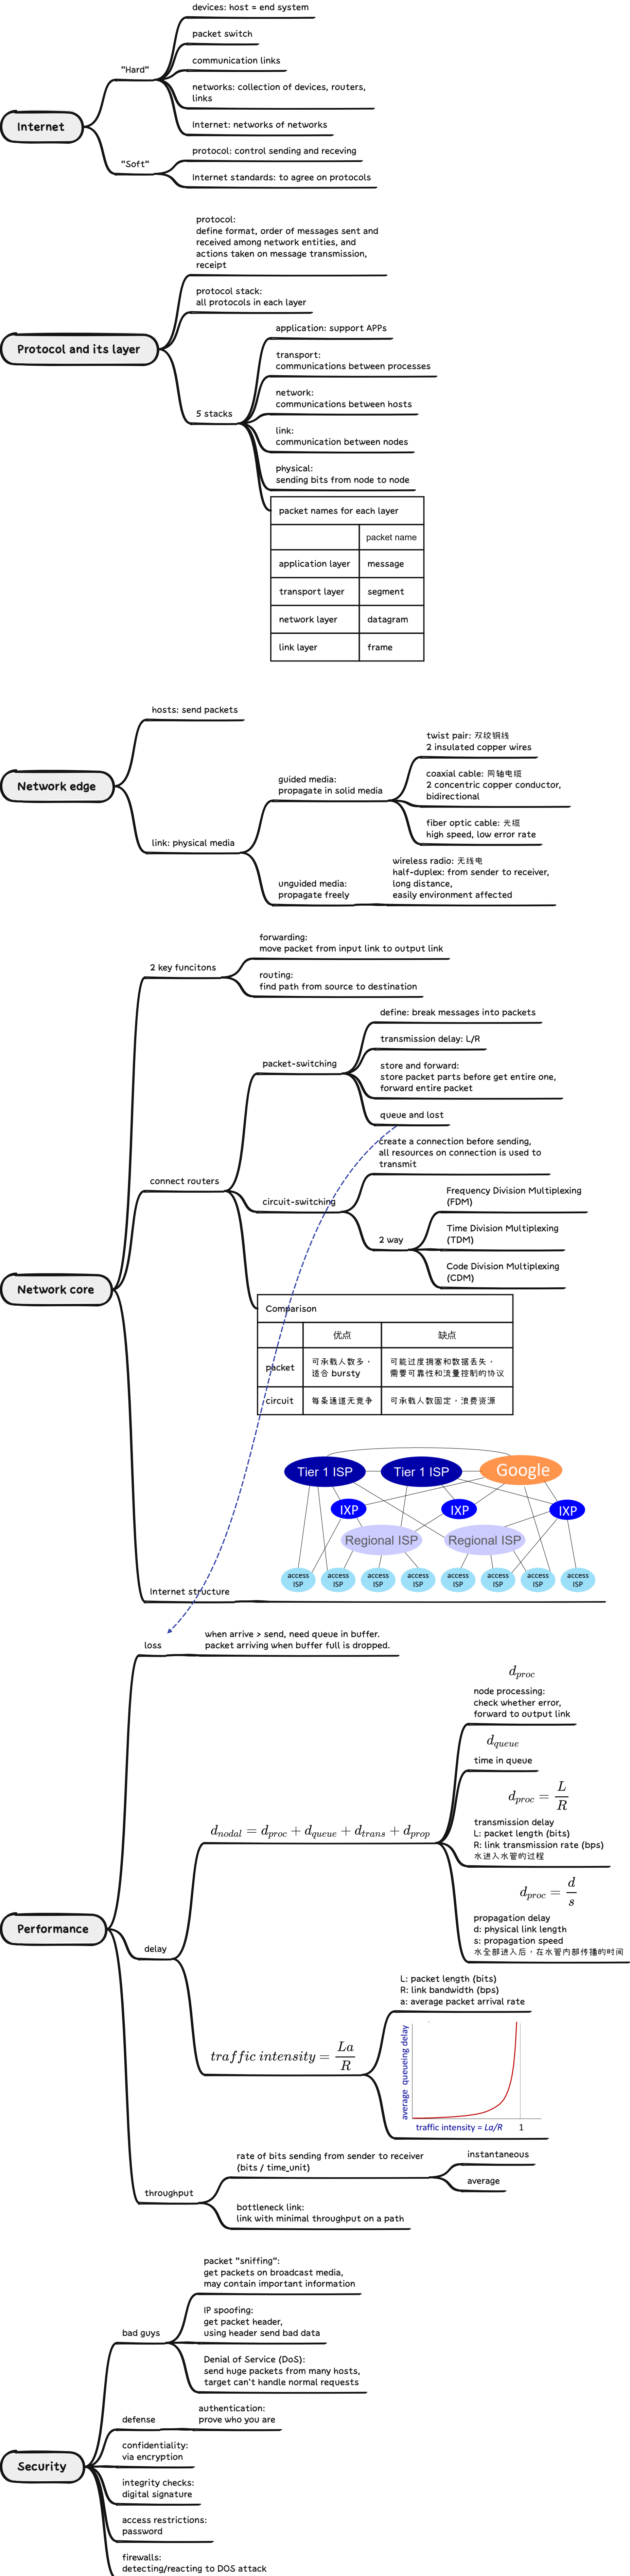 Internet
"Hard"
devices: host = end system
packet switch
communication links
networks: collection of devices, routers,
links
Internet: networks of networks
"Soft"
protocol: control sending and receving
Internet standards: to agree on protocols
Protocol and its layer
protocol:
define format, order of messages sent and
received among network entities, and
actions taken on message transmission,
receipt
protocol stack:
all protocols in each layer
5 stacks
application: support APPs
transport:
communications between processes
network:
communications between hosts
link:
communication between nodes
physical:
sending bits from node to node
packet names for each layer
packet name
application layer message
transport layer segment
network layer datagram
link layer frame
Network edge
hosts: send packets
link: physical media
guided media:
propagate in solid media
twist pair: 双绞铜线
2 insulated copper wires
coaxial cable: 同轴电缆
2 concentric copper conductor,
bidirectional
fiber optic cable: 光缆
high speed, low error rate
unguided media:
propagate freely
wireless radio: 无线电
half-duplex: from sender to receiver,
long distance,
easily environment affected
Network core
2 key funcitons
forwarding:
move packet from input link to output link
routing:
find path from source to destination
connect routers
packet-switching
define: break messages into packets
transmission delay: L/R
store and forward:
store packet parts before get entire one,
forward entire packet
queue and lost
circuit-switching
create a connection before sending,
all resources on connection is used to
transmit
2 way
Frequency Division Multiplexing
(FDM)
Time Division Multiplexing
(TDM)
Code Division Multiplexing
(CDM)
Comparison
优点 缺点
packet 可承载人数多，
适合 bursty 可能过度拥塞和数据丢失，
需要可靠性和流量控制的协议
circuit 每条通道无竞争 可承载人数固定，浪费资源
Internet structure
Tier 1 ISP Tier 1 ISP Google
IXP IXP IXP
Regional ISP Regional ISP
access
ISP
access
ISP
access
ISP
access
ISP
access
ISP
access
ISP
access
ISP
access
ISP
Performance
loss
when arrive > send, need queue in buffer.
packet arriving when buffer full is dropped.
delay
d_nodal = d_proc + d_queue + d_trans + d_prop
d_proc
node processing:
check whether error,
forward to output link
d_queue
time in queue
d_proc = L/R
transmission delay
L: packet length (bits)
R: link transmission rate (bps)
水进入水管的过程
d_proc = d/s
propagation delay
d: physical link length
s: propagation speed
水全部进入后，在水管内部传播的时间
traffic intensity = La/R
L: packet length (bits)
R: link bandwidth (bps)
a: average packet arrival rate
average queueing delay
traffic intensity = La/R 1
throughput
rate of bits sending from sender to receiver
(bits / time_unit)
instantaneous
average
bottleneck link:
link with minimal throughput on a path
Security
bad guys
packet "sniffing":
get packets on broadcast media,
may contain important information
IP spoofing:
get packet header,
using header send bad data
Denial of Service (DoS):
send huge packets from many hosts,
target can't handle normal requests
defense
authentication:
prove who you are
confidentiality:
via encryption
integrity checks:
digital signature
access restrictions:
password
firewalls:
detecting/reacting to DOS attack